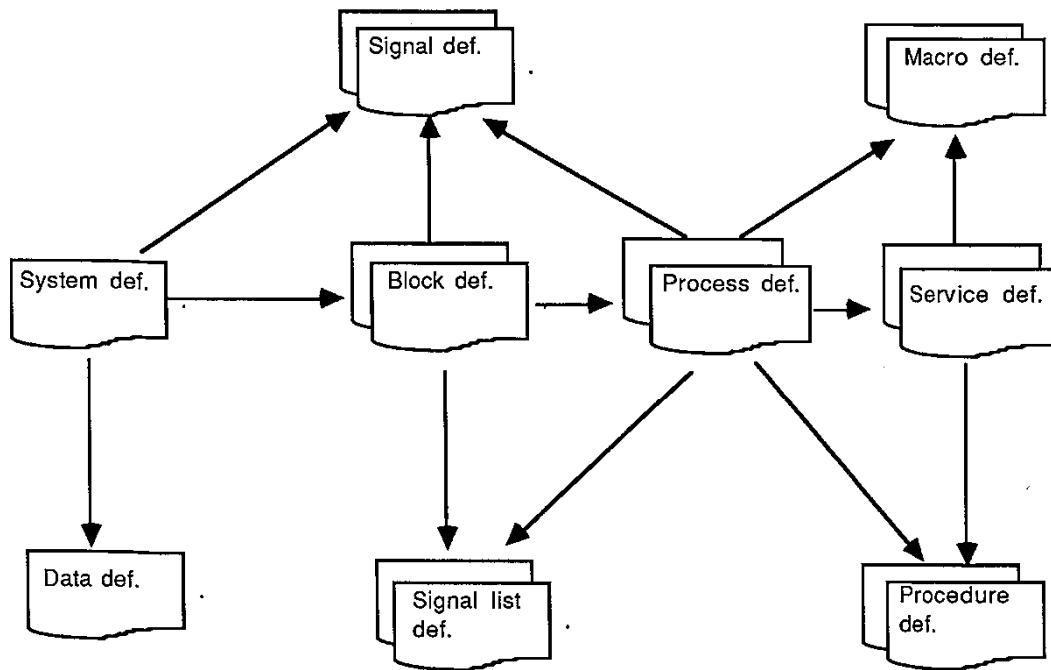 Signal def.
Macro def.
System def.
Block def.
Process def.
Service def.
Data def.
Signal list
def.
Procedure
def.